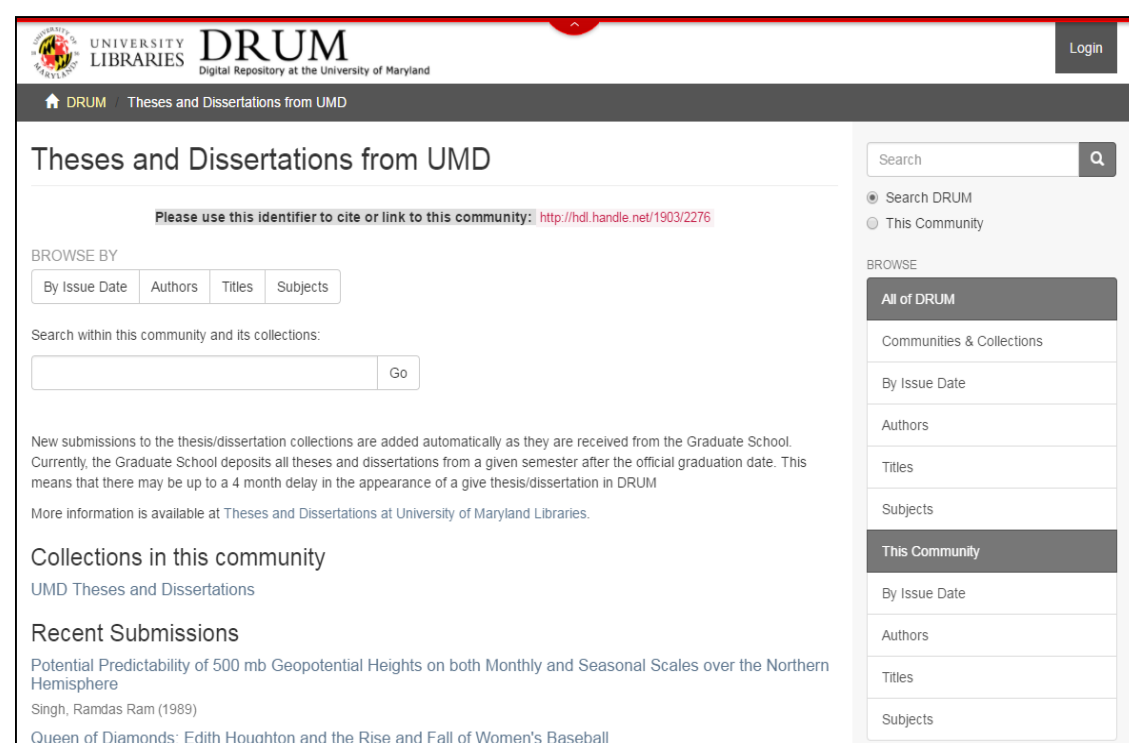 UNIVERSITY
LIBRARIES
DRUM
Digital Repository at the University of Maryland
Login
DRUM / Theses and Dissertations from UMD
Theses and Dissertations from UMD
Please use this identifier to cite or link to this community: http://hdl.handle.net/1903/2276
BROWSE BY
By Issue Date Authors Titles Subjects
Search within this community and its collections:
Go
New submissions to the thesis/dissertation collections are added automatically as they are received from the Graduate School.
Currently, the Graduate School deposits all theses and dissertations from a given semester after the official graduation date. This
means that there may be up to a 4 month delay in the appearance of a give thesis/dissertation in DRUM
More information is available at Theses and Dissertations at University of Maryland Libraries.
Collections in this community
UMD Theses and Dissertations
Recent Submissions
Potential Predictability of 500 mb Geopotential Heights on both Monthly and Seasonal Scales over the Northern
Hemisphere
Singh, Ramdas Ram (1989)
Queen of Diamonds: Edith Houghton and the Rise and Fall of Women's Baseball
Search
Search DRUM
This Community
BROWSE
All of DRUM
Communities & Collections
By Issue Date
Authors
Titles
Subjects
This Community
By Issue Date
Authors
Titles
Subjects